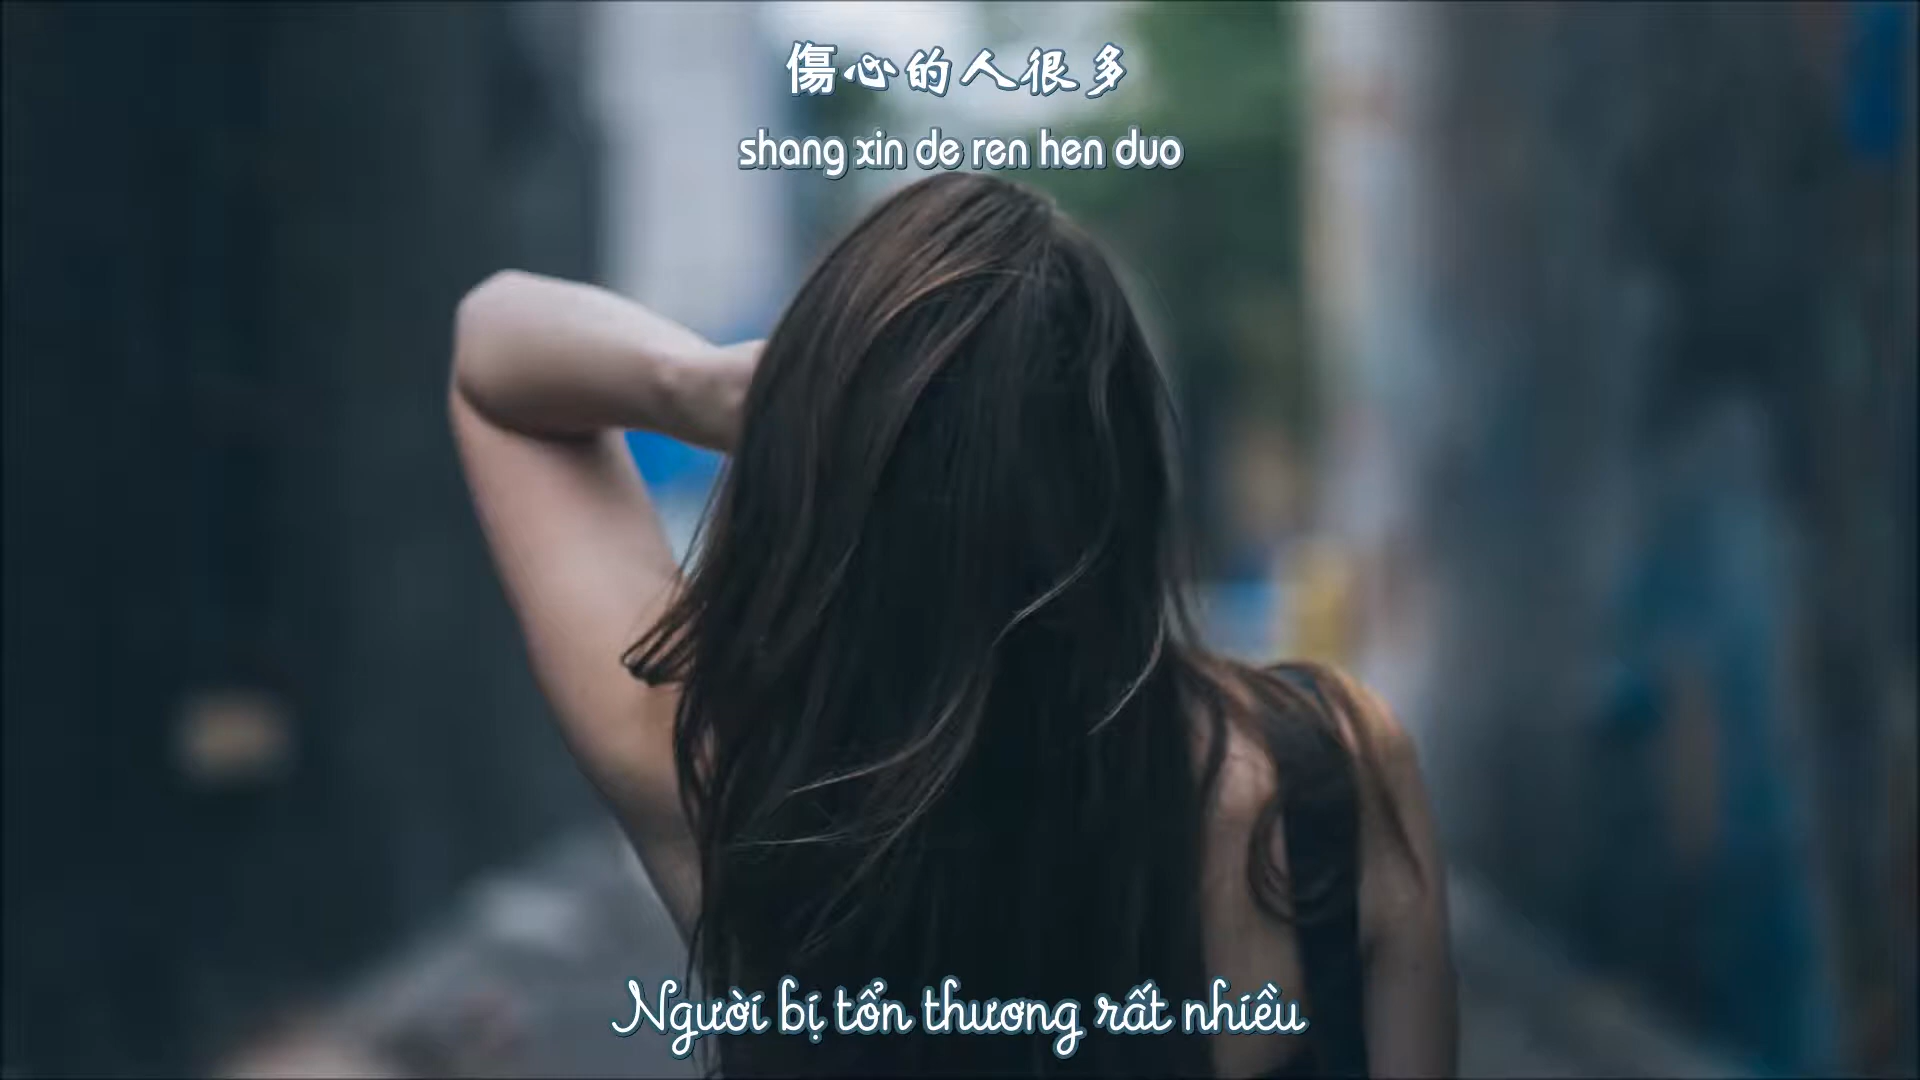 傷心的人很多
shang xin de ren hen duo
Người bị tổn thương rất nhiều